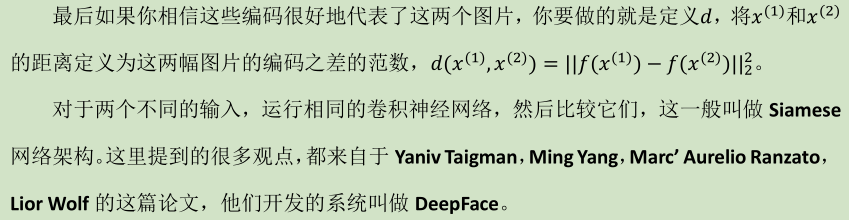 最后如果你相信这些编码很好地代表了这两个图片，你要做的就是定义d，将x⁽¹⁾和x⁽²⁾
的距离定义为这两幅图片的编码之差的范数，d(x⁽¹⁾, x⁽²⁾) = ||f(x⁽¹⁾) − f(x⁽²⁾)||₂²。
对于两个不同的输入，运行相同的卷积神经网络，然后比较它们，这一般叫做 Siamese
网络架构。这里提到的很多观点，都来自于 Yaniv Taigman，Ming Yang，Marc’ Aurelio Ranzato，
Lior Wolf 的这篇论文，他们开发的系统叫做 DeepFace。